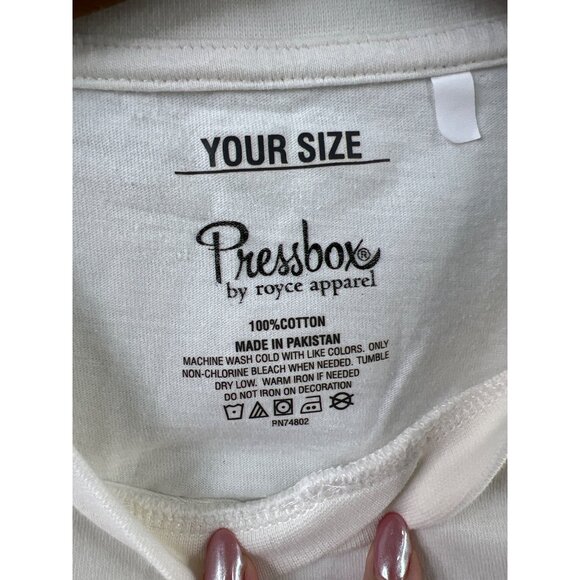 YOUR SIZE
Pressbox®
by royce apparel
100%COTTON
MADE IN PAKISTAN
MACHINE WASH COLD WITH LIKE COLORS. ONLY
NON-CHLORINE BLEACH WHEN NEEDED. TUMBLE
DRY LOW. WARM IRON IF NEEDED
DO NOT IRON ON DECORATION
RN74802